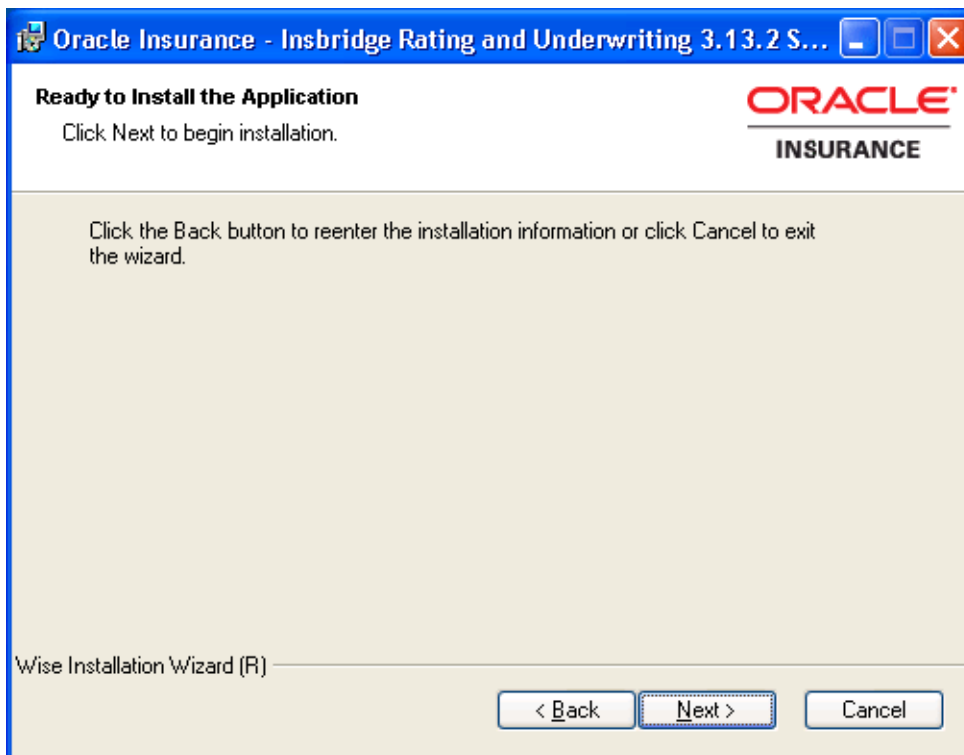 Oracle Insurance - Insbridge Rating and Underwriting 3.13.2 S...
Ready to Install the Application
Click Next to begin installation.
ORACLE
INSURANCE
Click the Back button to reenter the installation information or click Cancel to exit
the wizard.
Wise Installation Wizard (R)
< Back
Next >
Cancel